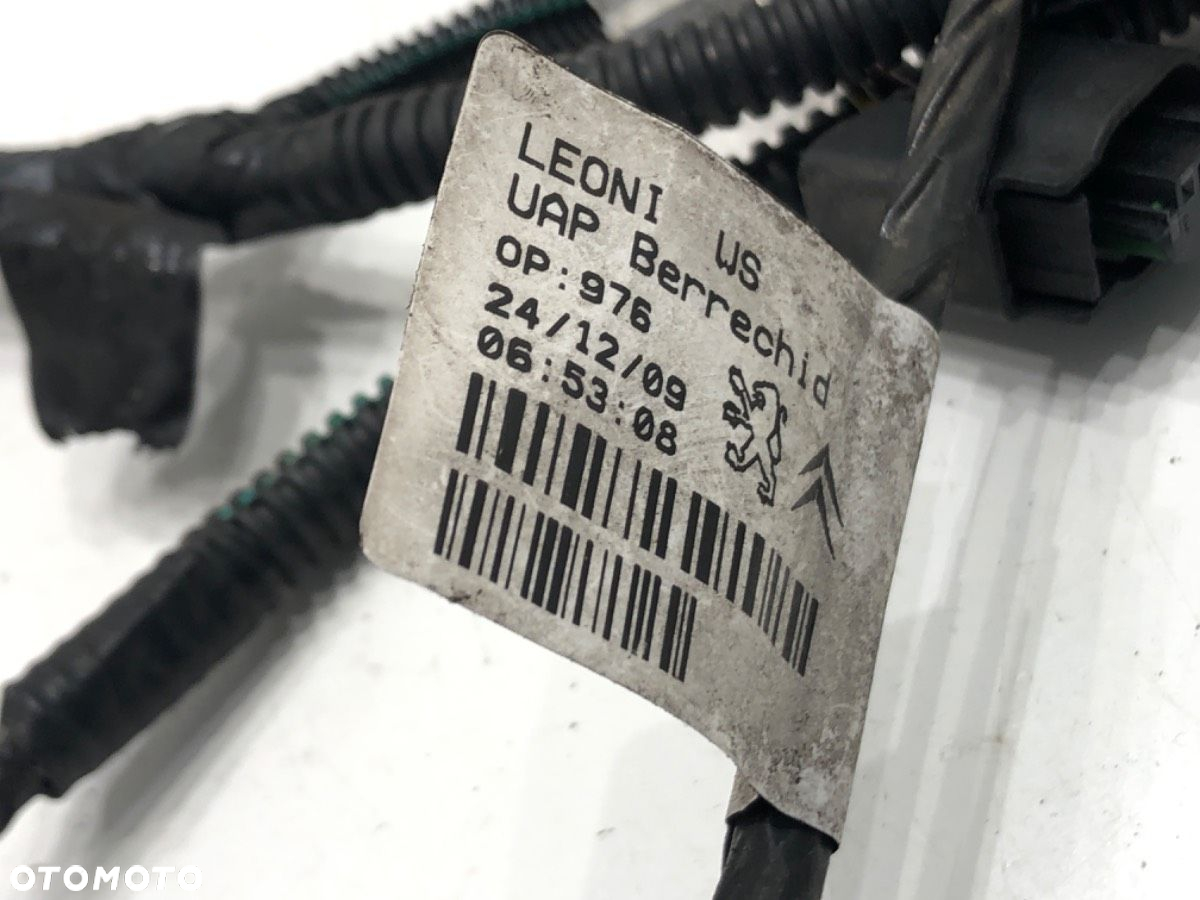 LEONI WS
UAP Berrechid
OP:976
24/12/09
06:53:08
OTOMOTO